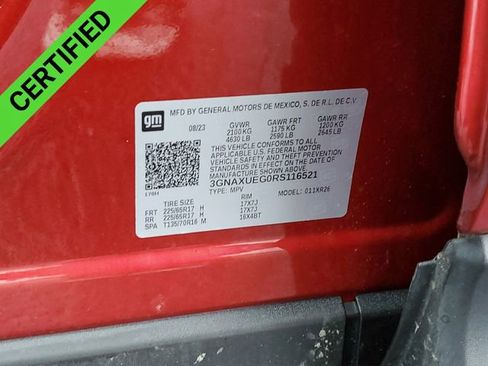 CERTIFIED
gm
MFD BY GENERAL MOTORS DE MEXICO, S. DE R.L. DE C.V.
08/23 GVWR GAWR FRT GAWR RR
2100 KG 1175 KG 1200 KG
4630 LB 2590 LB 2645 LB
THIS VEHICLE CONFORMS TO ALL APPLICABLE
U.S. FEDERAL MOTOR VEHICLE SAFETY, BUMPER, AND
THEFT PREVENTION STANDARDS IN EFFECT ON THE
DATE OF MANUFACTURE SHOWN ABOVE.
3GNAXUEG0RS116521
TYPE: MPV MODEL: 011XR26
TIRE SIZE RIM
FRT 225/65R17 H 17X7J
RR 225/65R17 H 17X7J
SPA T135/70R16 M 16X4BT